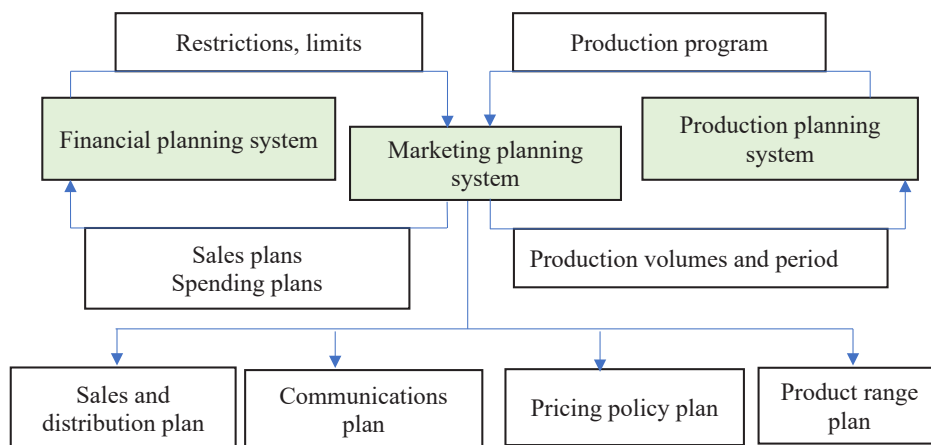 Restrictions, limits
Production program
Financial planning system
Marketing planning
system
Production planning
system
Sales plans
Spending plans
Production volumes and period
Sales and
distribution plan
Communications
plan
Pricing policy plan
Product range
plan